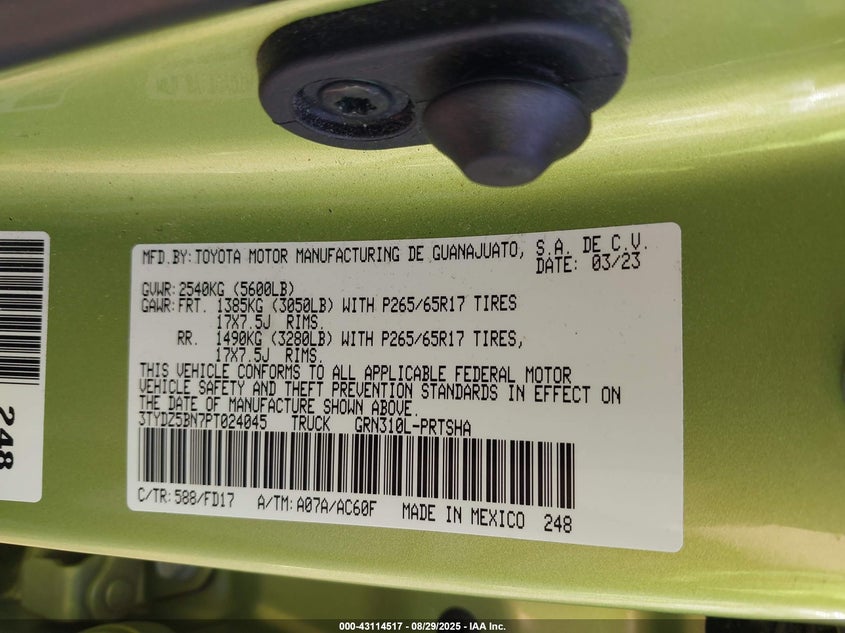 MFD.BY: TOYOTA MOTOR MANUFACTURING DE GUANAJUATO, S.A. DE C.V.
DATE: 03/23
GVWR: 2540KG (5600LB)
GAWR: FRT. 1385KG (3050LB) WITH P265/65R17 TIRES
17X7.5J RIMS.
RR. 1490KG (3280LB) WITH P265/65R17 TIRES,
17X7.5J RIMS.
THIS VEHICLE CONFORMS TO ALL APPLICABLE FEDERAL MOTOR
VEHICLE SAFETY AND THEFT PREVENTION STANDARDS IN EFFECT ON
THE DATE OF MANUFACTURE SHOWN ABOVE.
3TYDZ5BN7PT024045 TRUCK GRN310L-PRTSHA
C/TR: 588/FD17 A/TM: A07A/AC60F MADE IN MEXICO 248
248
000-43114517 - 08/29/2025 - IAA Inc.